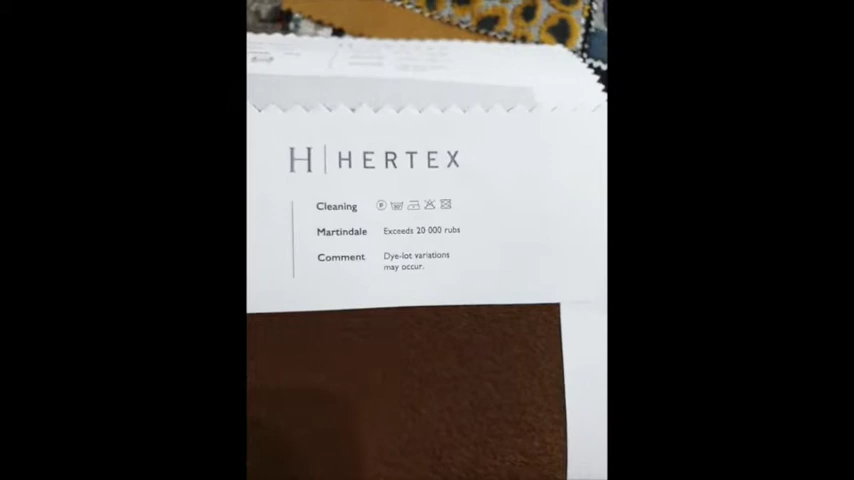 H | HERTEX
Cleaning
Martindale Exceeds 20 000 rubs
Comment Dye-lot variations
may occur.